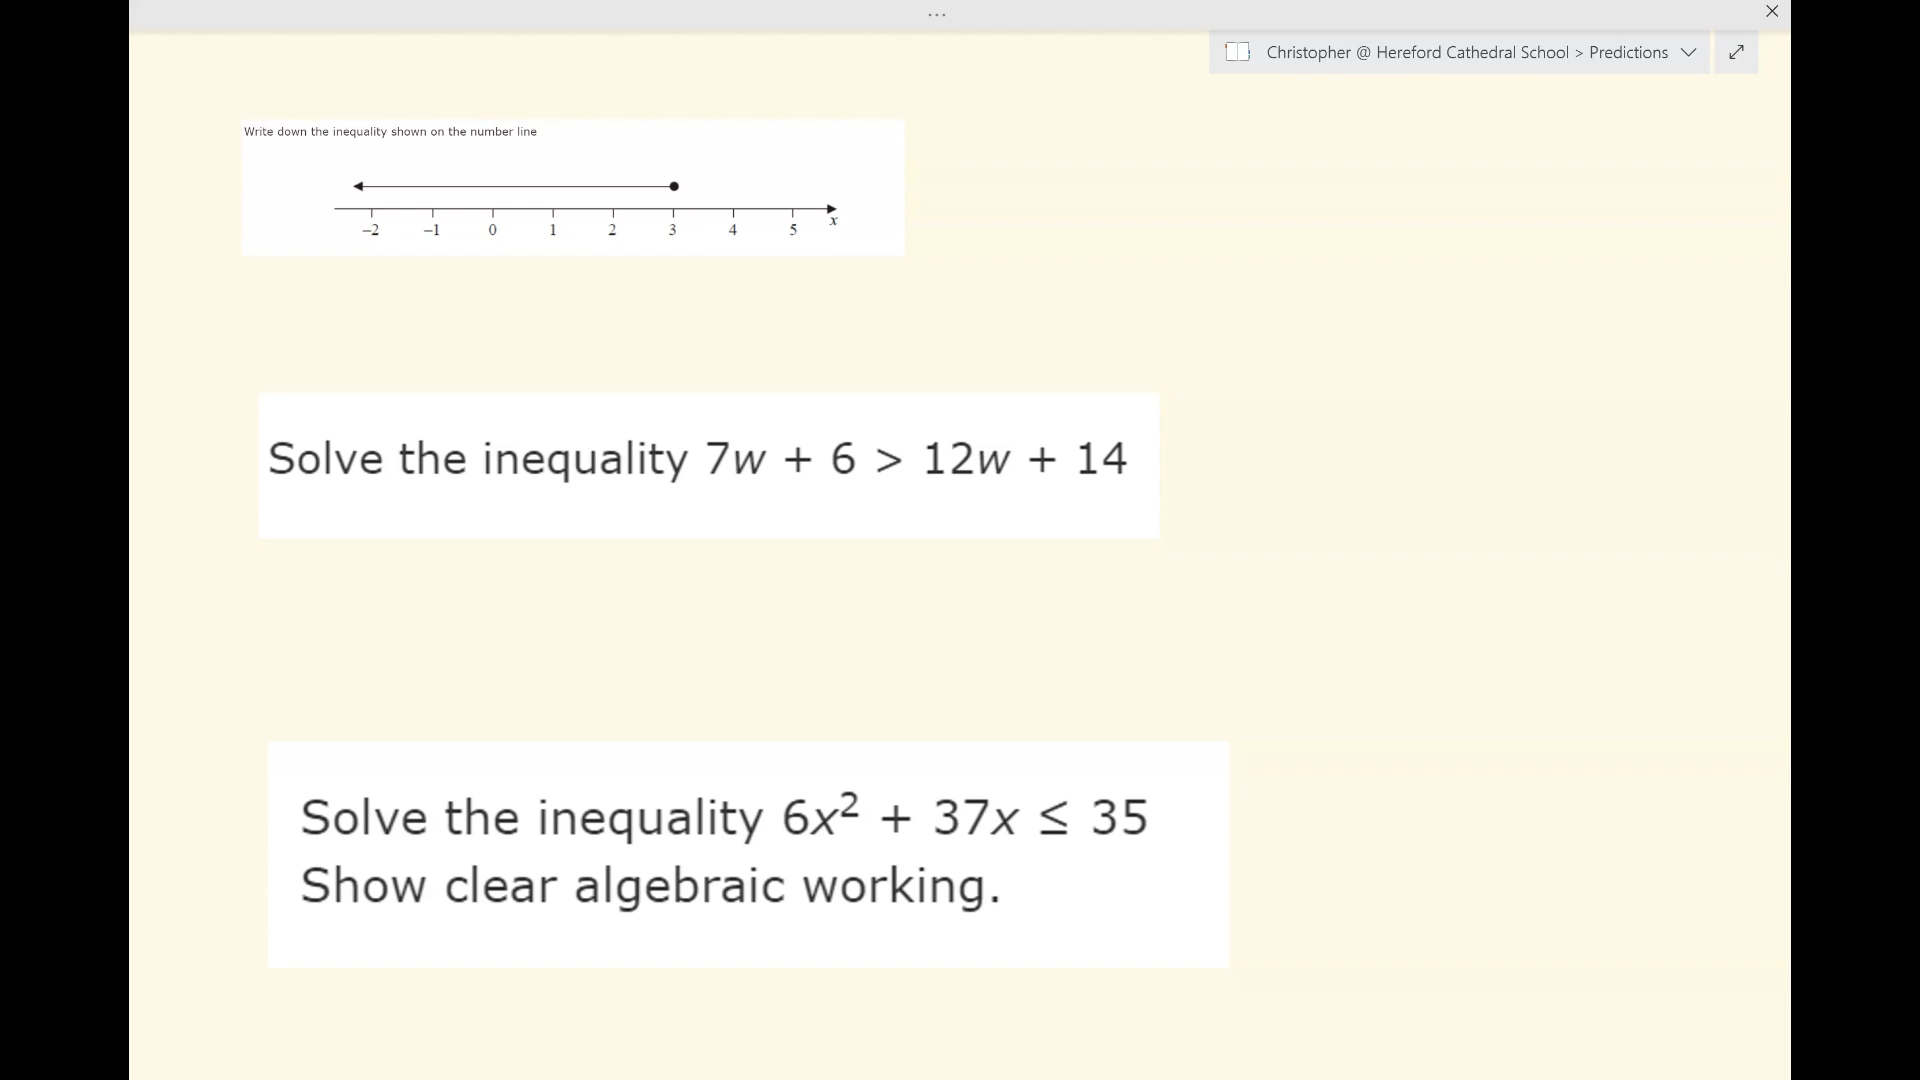 ...
Christopher @ Hereford Cathedral School > Predictions
Write down the inequality shown on the number line
−2 −1 0 1 2 3 4 5 x
Solve the inequality 7w + 6 > 12w + 14
Solve the inequality 6x² + 37x ≤ 35
Show clear algebraic working.